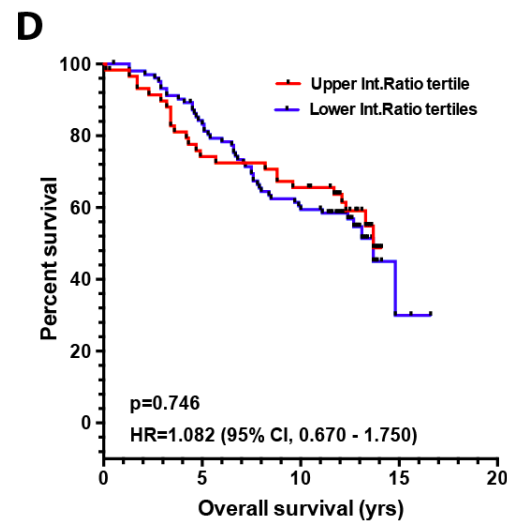 D
100
80
60
40
20
0
Percent survival
Upper Int.Ratio tertile
Lower Int.Ratio tertiles
p=0.746
HR=1.082 (95% CI, 0.670 - 1.750)
0 5 10 15 20
Overall survival (yrs)